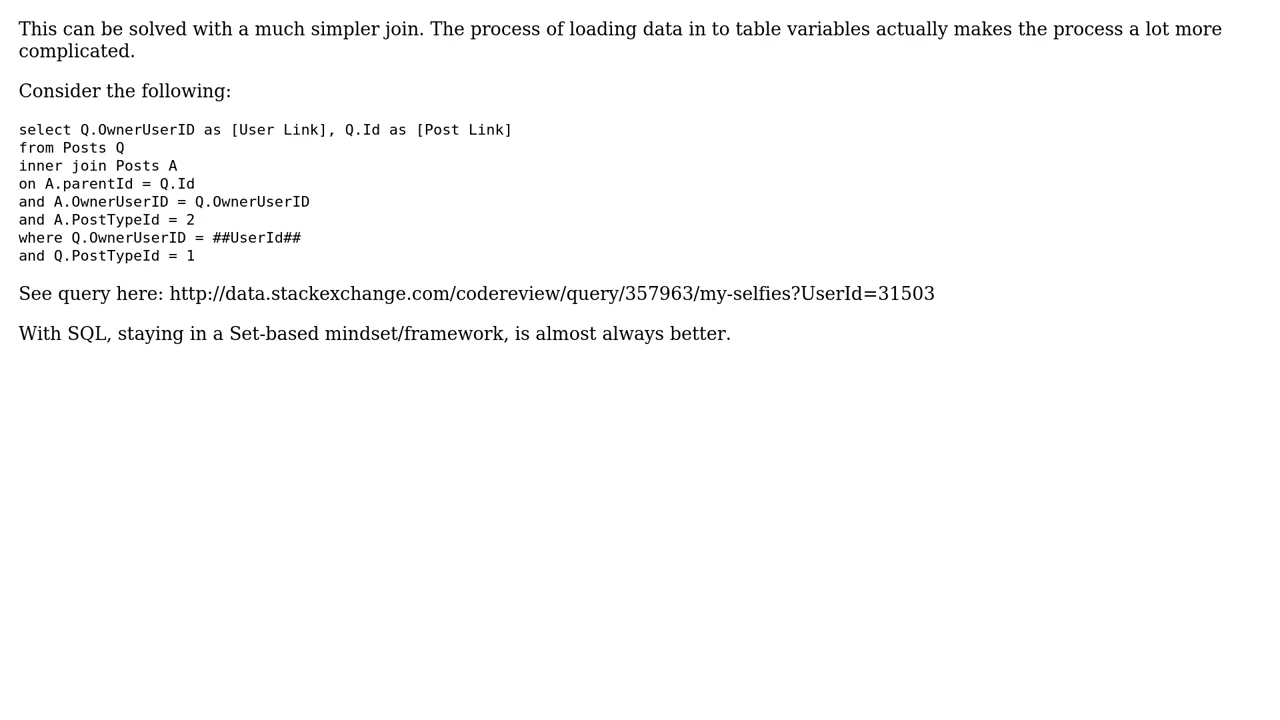 This can be solved with a much simpler join. The process of loading data in to table variables actually makes the process a lot more
complicated.
Consider the following:
select Q.OwnerUserID as [User Link], Q.Id as [Post Link]
from Posts Q
inner join Posts A
on A.parentId = Q.Id
and A.OwnerUserID = Q.OwnerUserID
and A.PostTypeId = 2
where Q.OwnerUserID = ##UserId##
and Q.PostTypeId = 1
See query here: http://data.stackexchange.com/codereview/query/357963/my-selfies?UserId=31503
With SQL, staying in a Set-based mindset/framework, is almost always better.